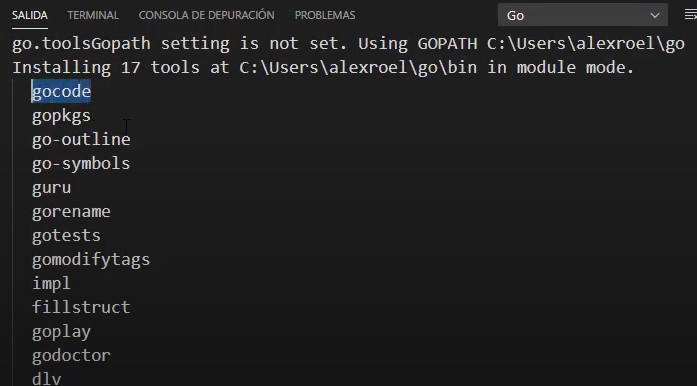 SALIDA TERMINAL CONSOLA DE DEPURACIÓN PROBLEMAS Go
go.toolsGopath setting is not set. Using GOPATH C:\Users\alexroel\go
Installing 17 tools at C:\Users\alexroel\go\bin in module mode.
gocode
gopkgs
go-outline
go-symbols
guru
gorename
gotests
gomodifytags
impl
fillstruct
goplay
godoctor
dlv